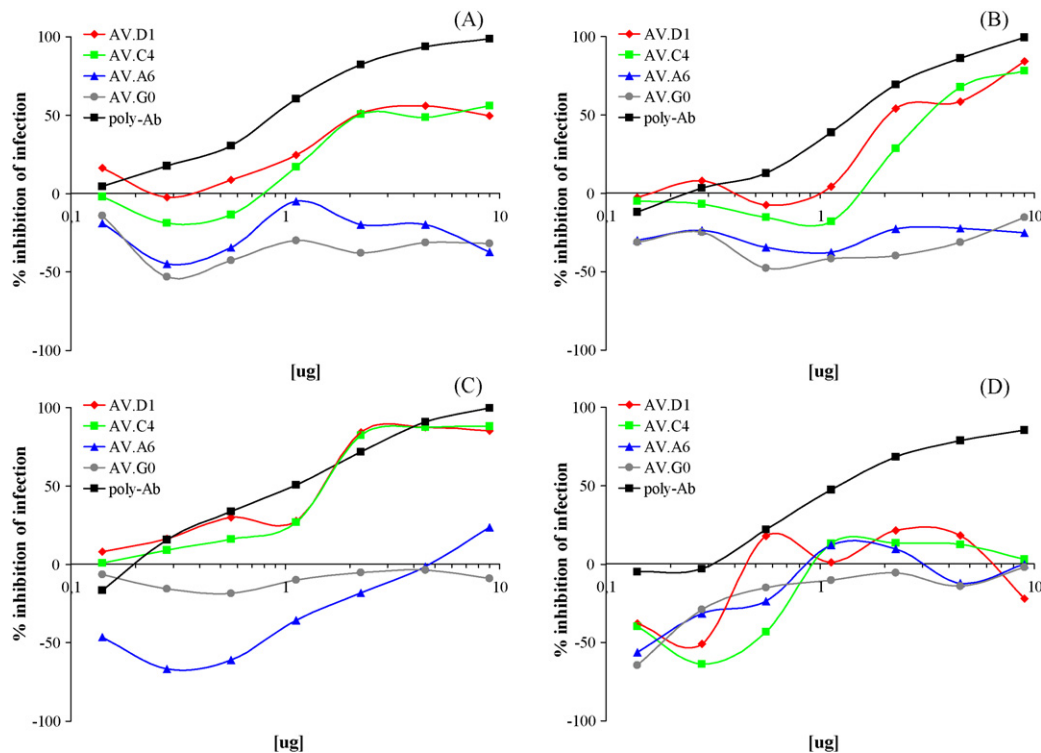 (A)
AV.D1
AV.C4
AV.A6
AV.G0
poly-Ab
100
50
0
-50
-100
0.1
1
10
% inhibition of infection
[ug]
(B)
AV.D1
AV.C4
AV.A6
AV.G0
poly-Ab
100
50
0
-50
-100
0.1
1
10
% inhibition of infection
[ug]
(C)
AV.D1
AV.C4
AV.A6
AV.G0
poly-Ab
100
50
0
-50
-100
0.1
1
10
% inhibition of infection
[ug]
(D)
AV.D1
AV.C4
AV.A6
AV.G0
poly-Ab
100
50
0
-50
-100
0.1
1
10
% inhibition of infection
[ug]